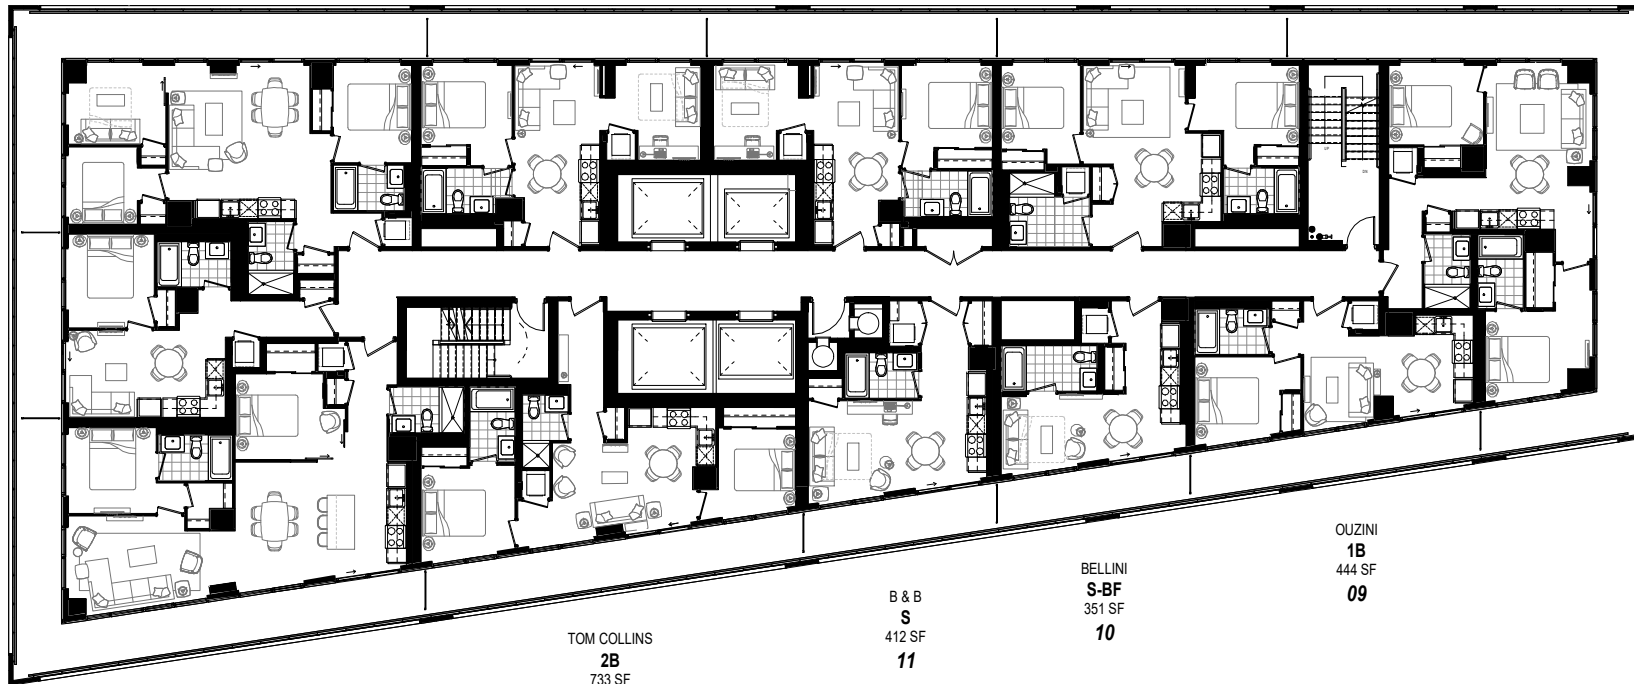 OUZINI
1B
444 SF
09
BELLINI
S-BF
351 SF
10
B & B
S
412 SF
11
TOM COLLINS
2B
733 SF